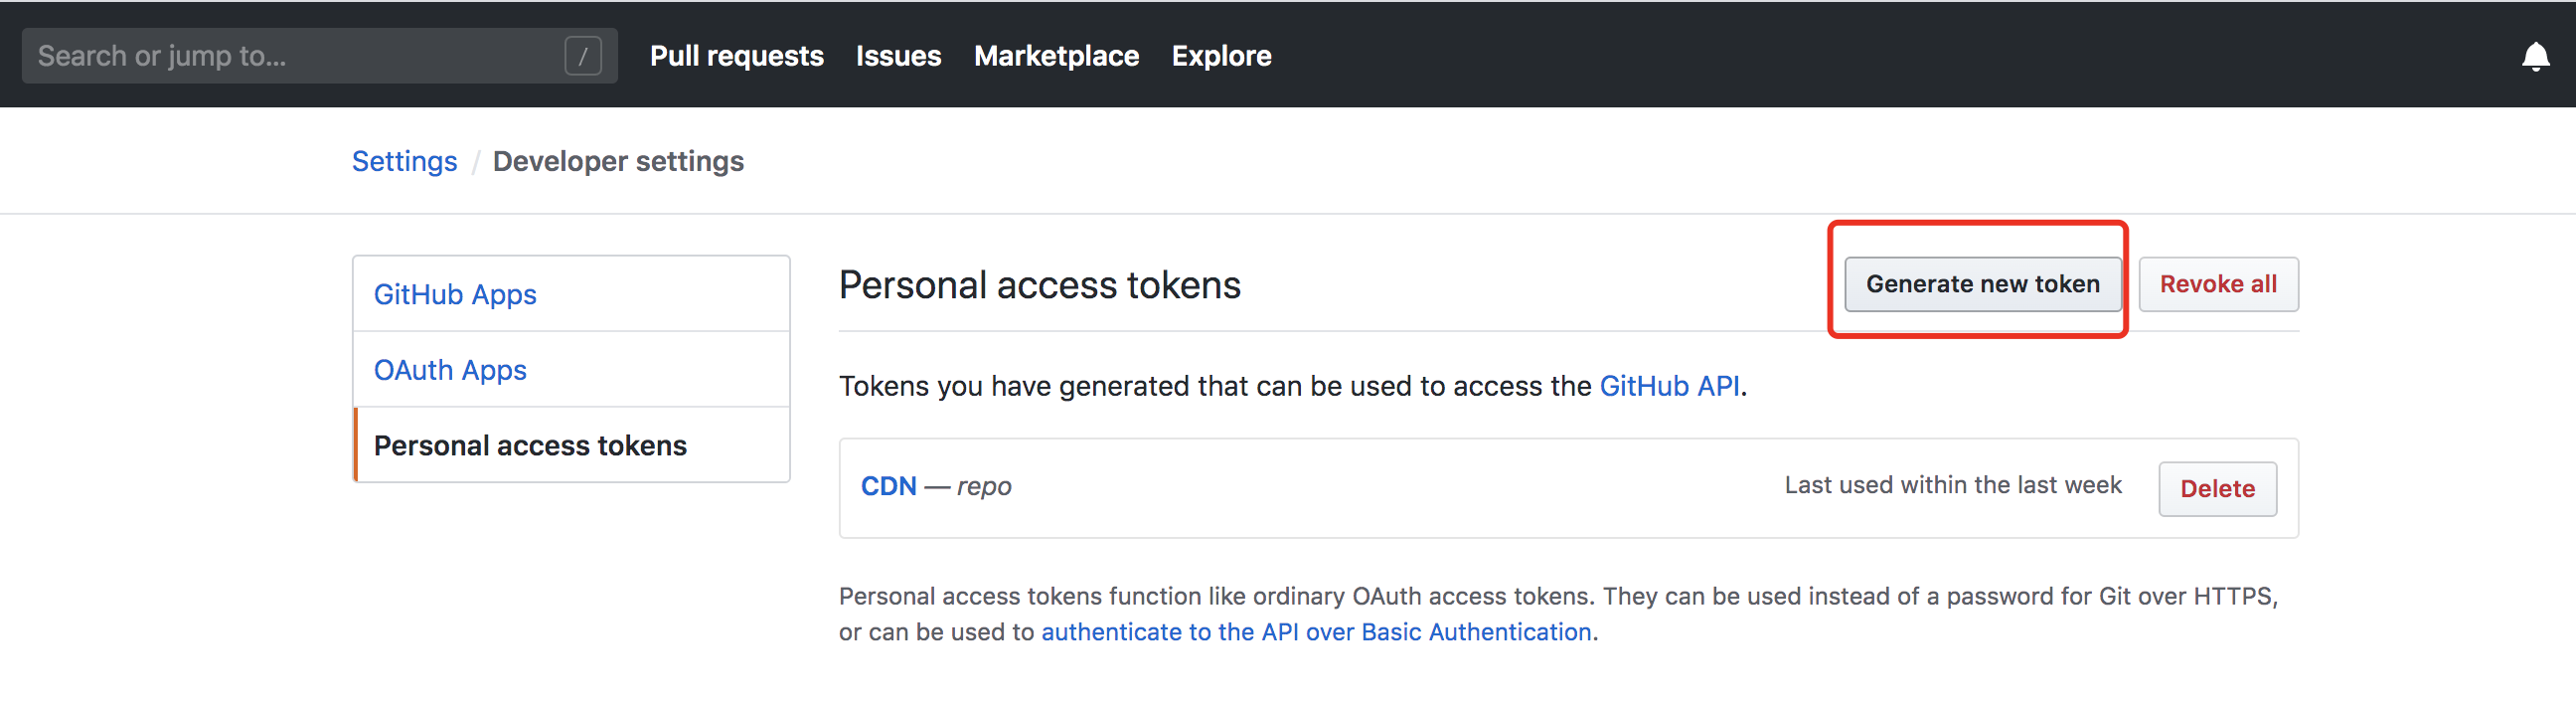 Search or jump to... /
Pull requests Issues Marketplace Explore
Settings / Developer settings
GitHub Apps
OAuth Apps
Personal access tokens
Personal access tokens
Generate new token Revoke all
Tokens you have generated that can be used to access the GitHub API.
CDN — repo
Last used within the last week Delete
Personal access tokens function like ordinary OAuth access tokens. They can be used instead of a password for Git over HTTPS,
or can be used to authenticate to the API over Basic Authentication.